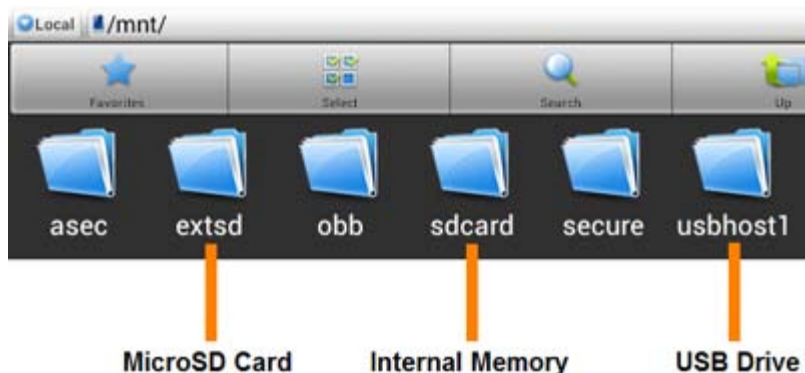 Local /mnt/
Favorites Select Search Up
asec extsd obb sdcard secure usbhost1
MicroSD Card Internal Memory USB Drive